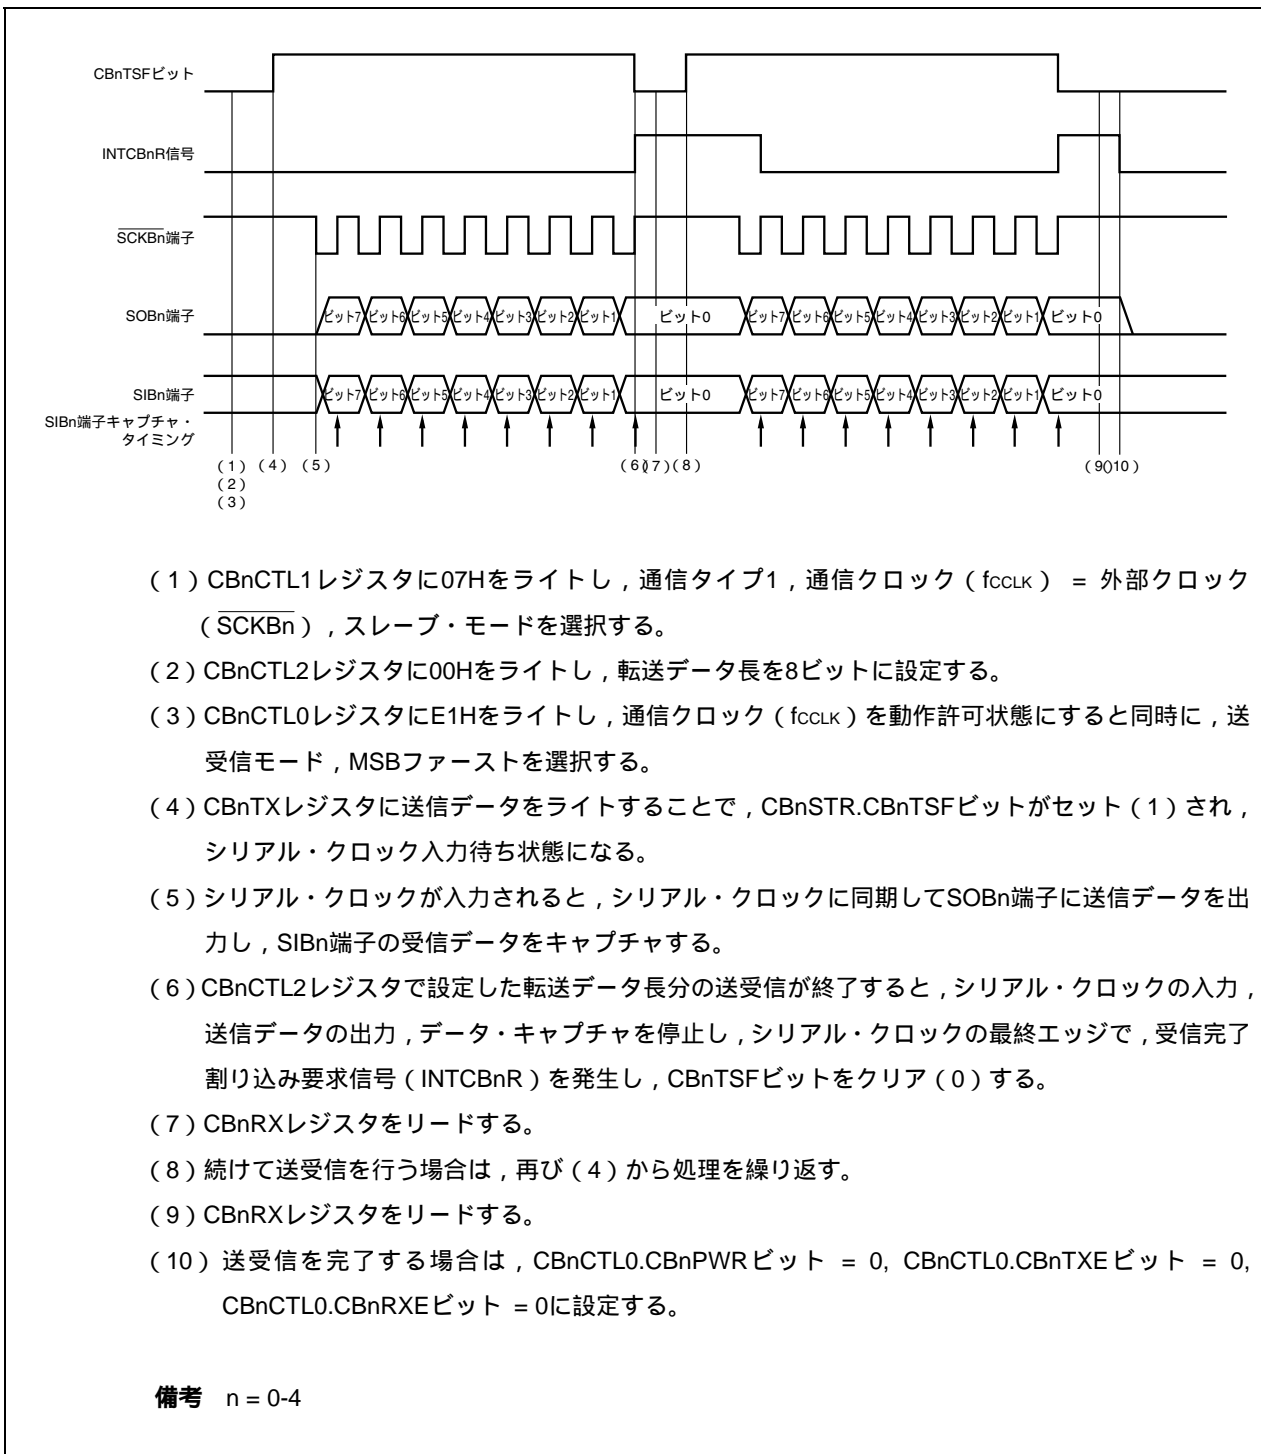 CBnTSFビット
INTCBnR信号
SCKBn端子
SOBn端子
ビット7 ビット6 ビット5 ビット4 ビット3 ビット2 ビット1 ビット0 ビット7 ビット6 ビット5 ビット4 ビット3 ビット2 ビット1 ビット0
SIBn端子
ビット7 ビット6 ビット5 ビット4 ビット3 ビット2 ビット1 ビット0 ビット7 ビット6 ビット5 ビット4 ビット3 ビット2 ビット1 ビット0
SIBn端子キャプチャ・
タイミング
(1) (4) (5) (6) (7) (8) (9) (10)
(2)
(3)
(1)CBnCTL1レジスタに07Hをライトし,通信タイプ1,通信クロック(fCCLK) = 外部クロック
(SCKBn),スレーブ・モードを選択する。
(2)CBnCTL2レジスタに00Hをライトし,転送データ長を8ビットに設定する。
(3)CBnCTL0レジスタにE1Hをライトし,通信クロック(fCCLK)を動作許可状態にすると同時に,送
受信モード,MSBファーストを選択する。
(4)CBnTXレジスタに送信データをライトすることで,CBnSTR.CBnTSFビットがセット(1)され,
シリアル・クロック入力待ち状態になる。
(5)シリアル・クロックが入力されると,シリアル・クロックに同期してSOBn端子に送信データを出
力し,SIBn端子の受信データをキャプチャする。
(6)CBnCTL2レジスタで設定した転送データ長分の送受信が終了すると,シリアル・クロックの入力,
送信データの出力,データ・キャプチャを停止し,シリアル・クロックの最終エッジで,受信完了
割り込み要求信号(INTCBnR)を発生し,CBnTSFビットをクリア(0)する。
(7)CBnRXレジスタをリードする。
(8)続けて送受信を行う場合は,再び(4)から処理を繰り返す。
(9)CBnRXレジスタをリードする。
(10)送受信を完了する場合は,CBnCTL0.CBnPWRビット = 0, CBnCTL0.CBnTXEビット = 0,
CBnCTL0.CBnRXEビット = 0に設定する。
備考 n = 0-4